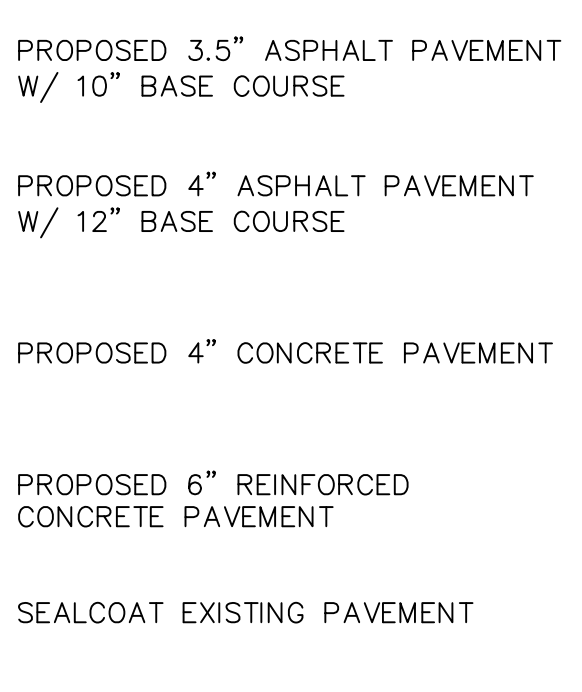 PROPOSED 3.5” ASPHALT PAVEMENT
W/ 10” BASE COURSE
PROPOSED 4” ASPHALT PAVEMENT
W/ 12” BASE COURSE
PROPOSED 4” CONCRETE PAVEMENT
PROPOSED 6” REINFORCED
CONCRETE PAVEMENT
SEALCOAT EXISTING PAVEMENT